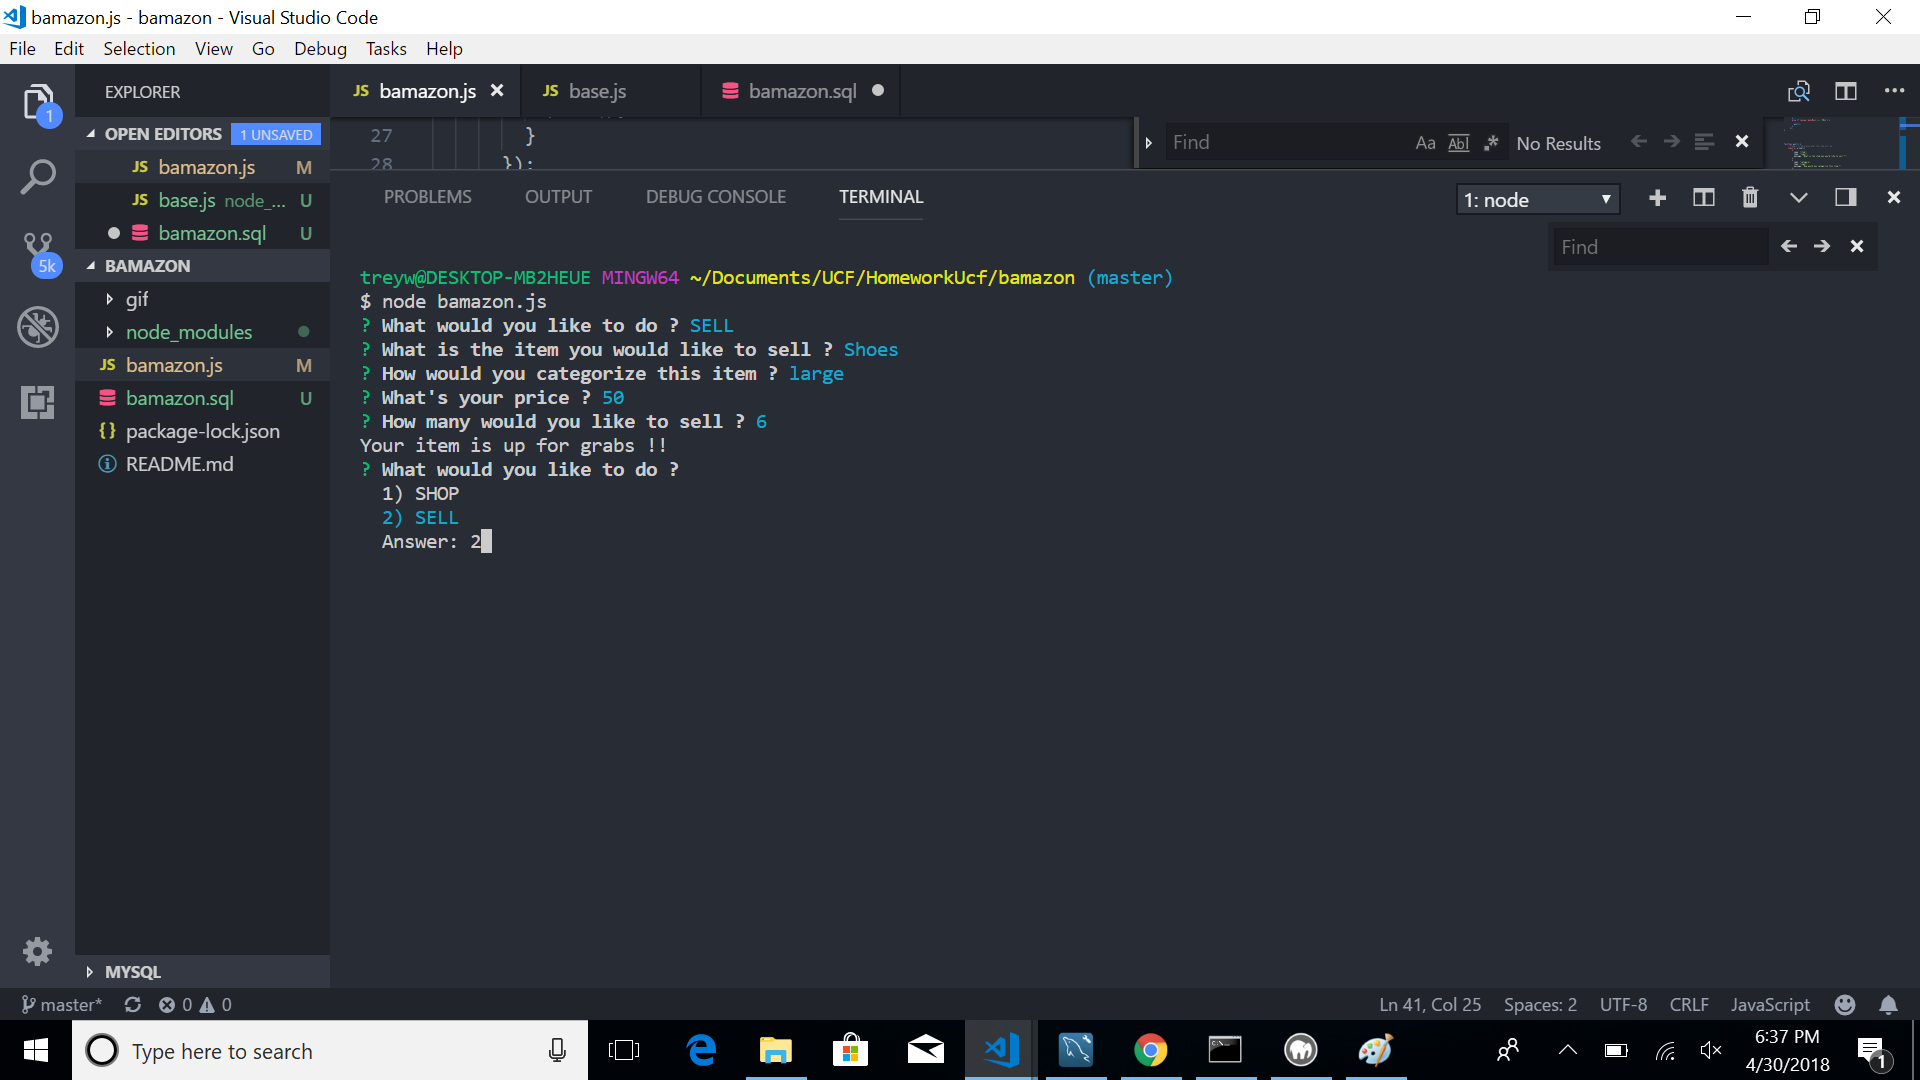 bamazon.js - bamazon - Visual Studio Code
File Edit Selection View Go Debug Tasks Help
EXPLORER
1
OPEN EDITORS 1 UNSAVED
JS bamazon.js M
JS base.js node_... U
bamazon.sql U
5k
BAMAZON
gif
node_modules
JS bamazon.js M
bamazon.sql U
{} package-lock.json
README.md
MYSQL
JS bamazon.js
JS base.js
bamazon.sql
27 }
28 });
Find Aa Abl .* No Results
PROBLEMS OUTPUT DEBUG CONSOLE TERMINAL
1: node
Find
treyw@DESKTOP-MB2HEUE MINGW64 ~/Documents/UCF/HomeworkUcf/bamazon (master)
$ node bamazon.js
? What would you like to do ? SELL
? What is the item you would like to sell ? Shoes
? How would you categorize this item ? large
? What's your price ? 50
? How many would you like to sell ? 6
Your item is up for grabs !!
? What would you like to do ?
1) SHOP
2) SELL
Answer: 2
master* 0 0
Ln 41, Col 25 Spaces: 2 UTF-8 CRLF JavaScript
Type here to search
6:37 PM
4/30/2018
1